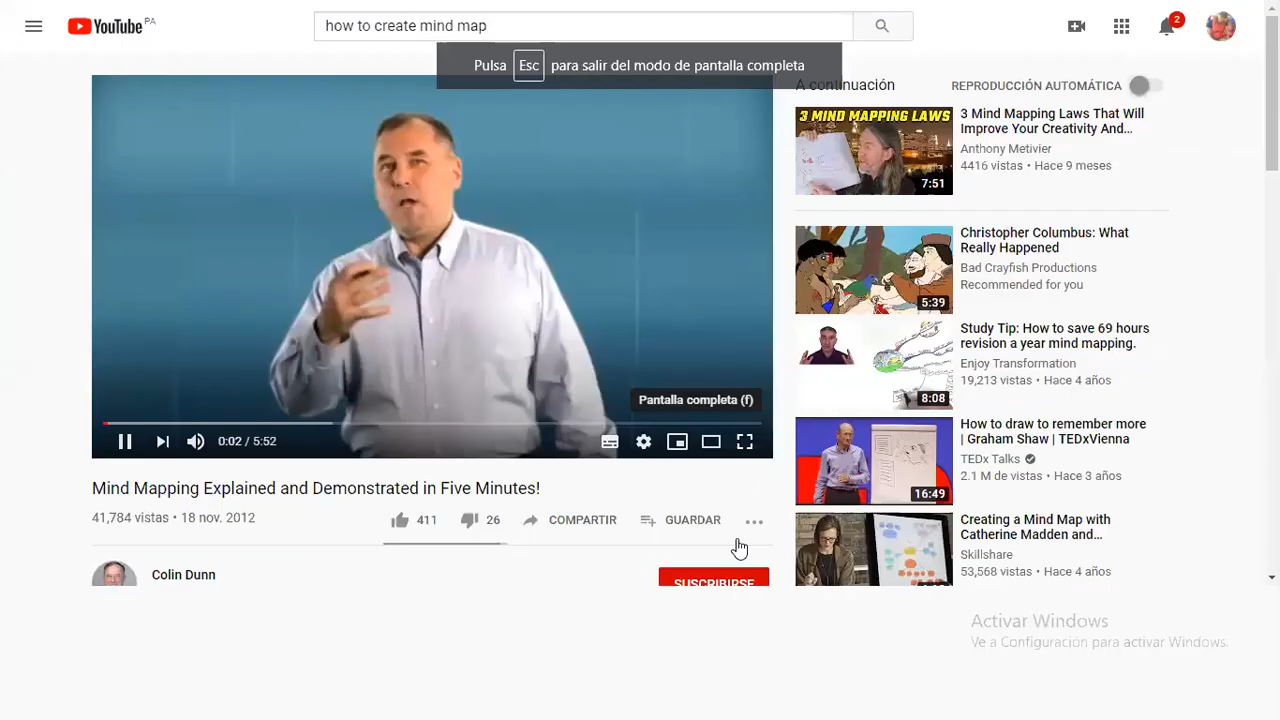 YouTube PA
how to create mind map
2
Pulsa Esc para salir del modo de pantalla completa
A continuación
REPRODUCCIÓN AUTOMÁTICA
3 MIND MAPPING LAWS
7:51
3 Mind Mapping Laws That Will
Improve Your Creativity And...
Anthony Metivier
4416 vistas • Hace 9 meses
5:39
Christopher Columbus: What
Really Happened
Bad Crayfish Productions
Recommended for you
8:08
Study Tip: How to save 69 hours
revision a year mind mapping.
Enjoy Transformation
19,213 vistas • Hace 4 años
16:49
How to draw to remember more
| Graham Shaw | TEDxVienna
TEDx Talks
2.1 M de vistas • Hace 3 años
Creating a Mind Map with
Catherine Madden and...
Skillshare
53,568 vistas • Hace 4 años
Pantalla completa (f)
0:02 / 5:52
Mind Mapping Explained and Demonstrated in Five Minutes!
41,784 vistas • 18 nov. 2012
411
26
COMPARTIR
GUARDAR
Colin Dunn
SUSCRIBIRSE
Activar Windows
Ve a Configuración para activar Windows.